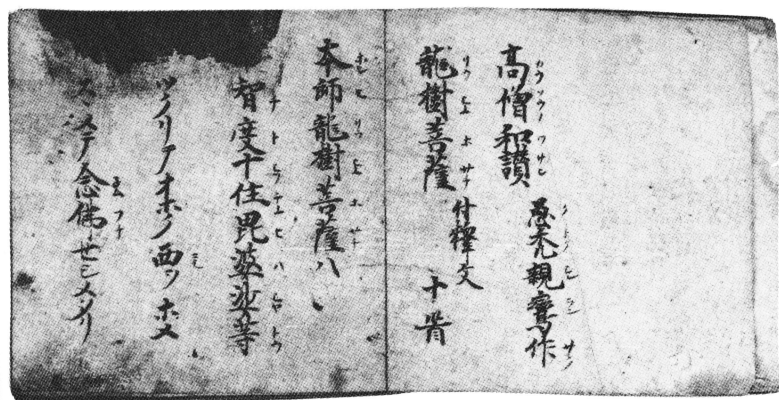 高僧和讃
愚禿親鸞作
龍樹菩薩
付釋文
十首
本師龍樹菩薩ハ
智度十住毘婆沙等
ツクリテオホク西ヲホメ
スヽメテ念佛セシメタリ